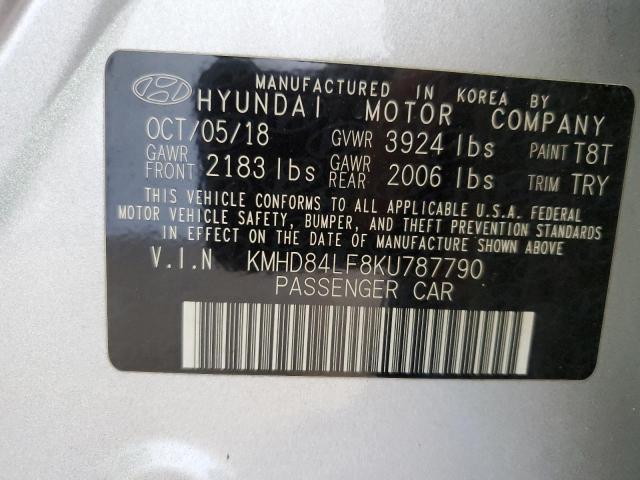 MANUFACTURED IN KOREA BY
HYUNDAI MOTOR COMPANY
OCT/05/18 GVWR 3924 lbs PAINT T8T
GAWR FRONT 2183 lbs GAWR REAR 2006 lbs TRIM TRY
THIS VEHICLE CONFORMS TO ALL APPLICABLE U.S.A. FEDERAL
MOTOR VEHICLE SAFETY, BUMPER, AND THEFT PREVENTION STANDARDS
IN EFFECT ON THE DATE OF MANUFACTURE SHOWN ABOVE
V.I.N KMHD84LF8KU787790
PASSENGER CAR